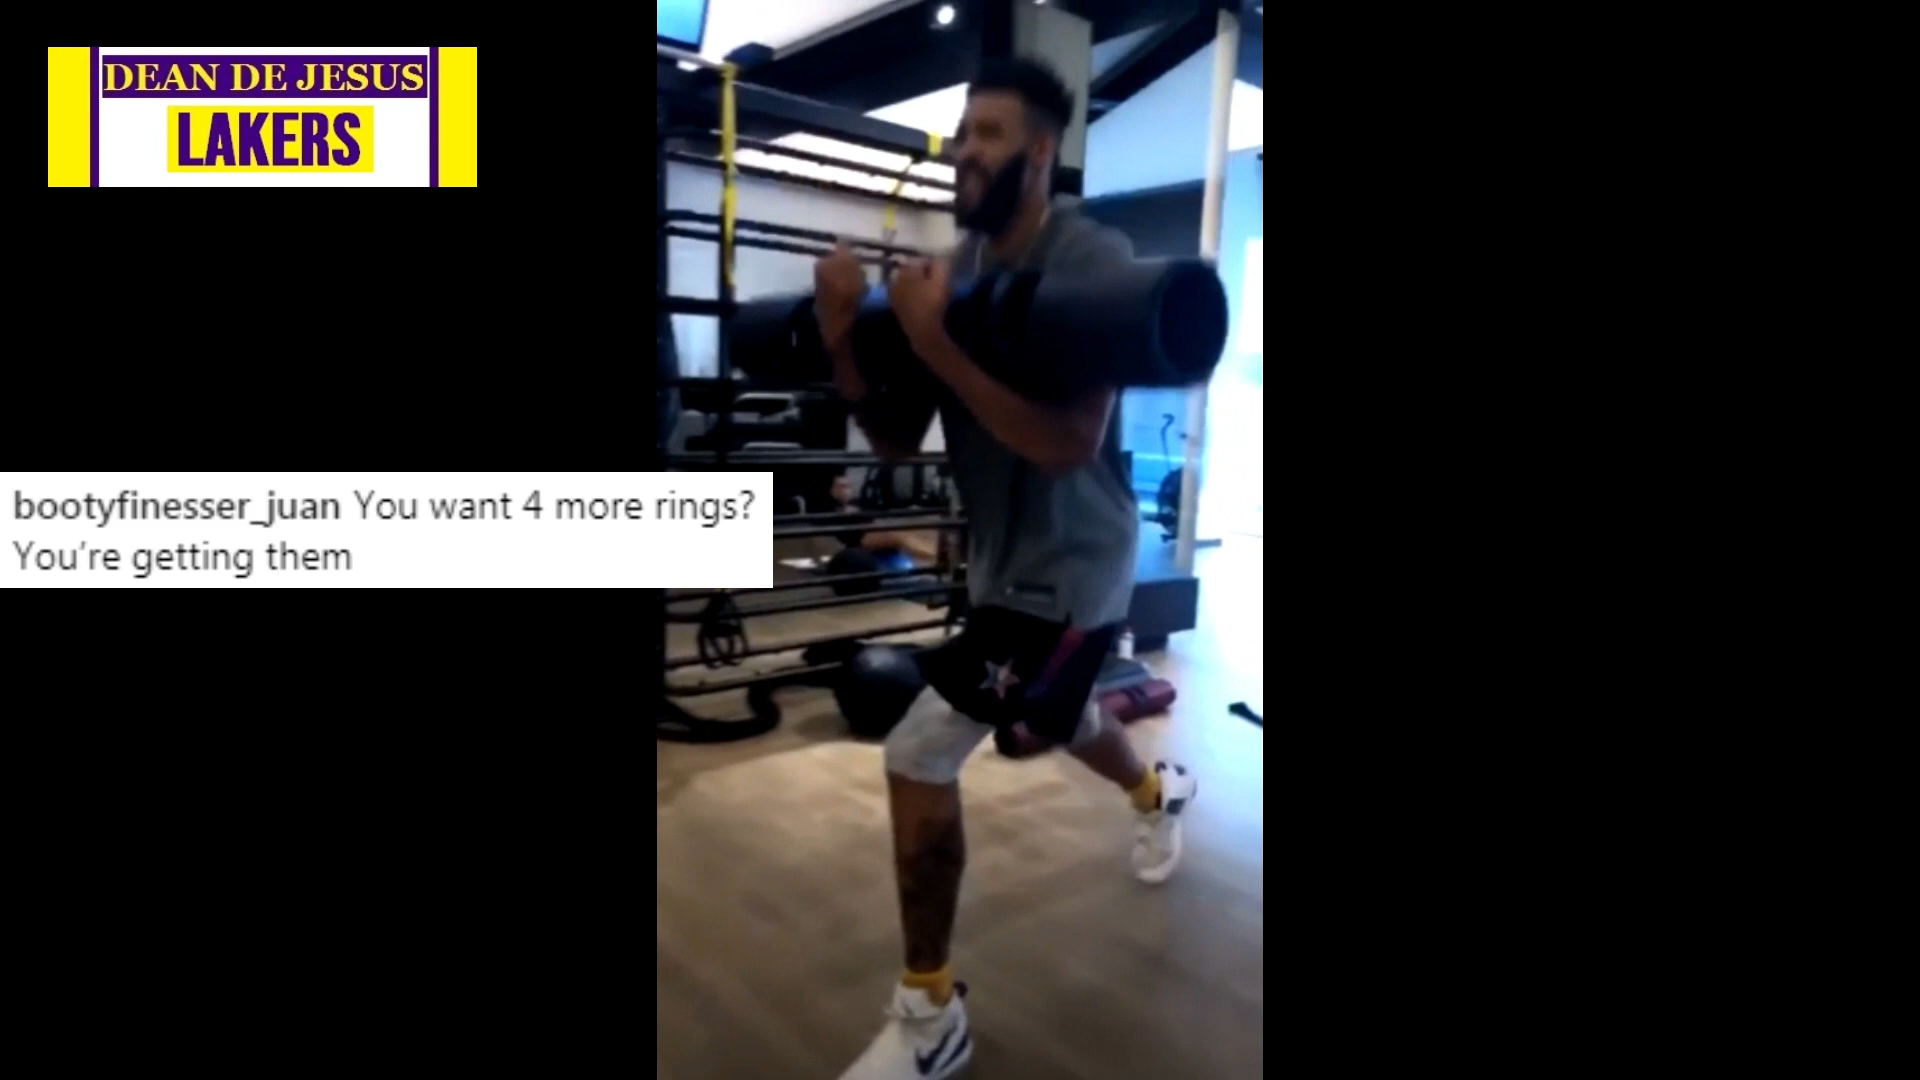 DEAN DE JESUS
LAKERS
bootyfinesser_juan You want 4 more rings?
You're getting them